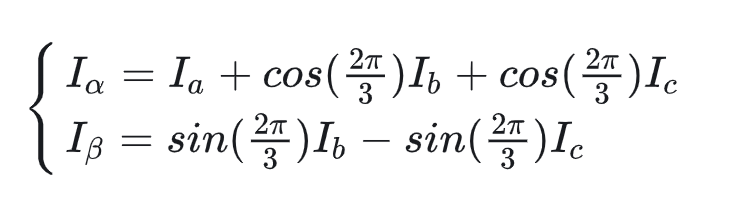 I_α = I_a + cos(2π/3)I_b + cos(2π/3)I_c
I_β = sin(2π/3)I_b − sin(2π/3)I_c